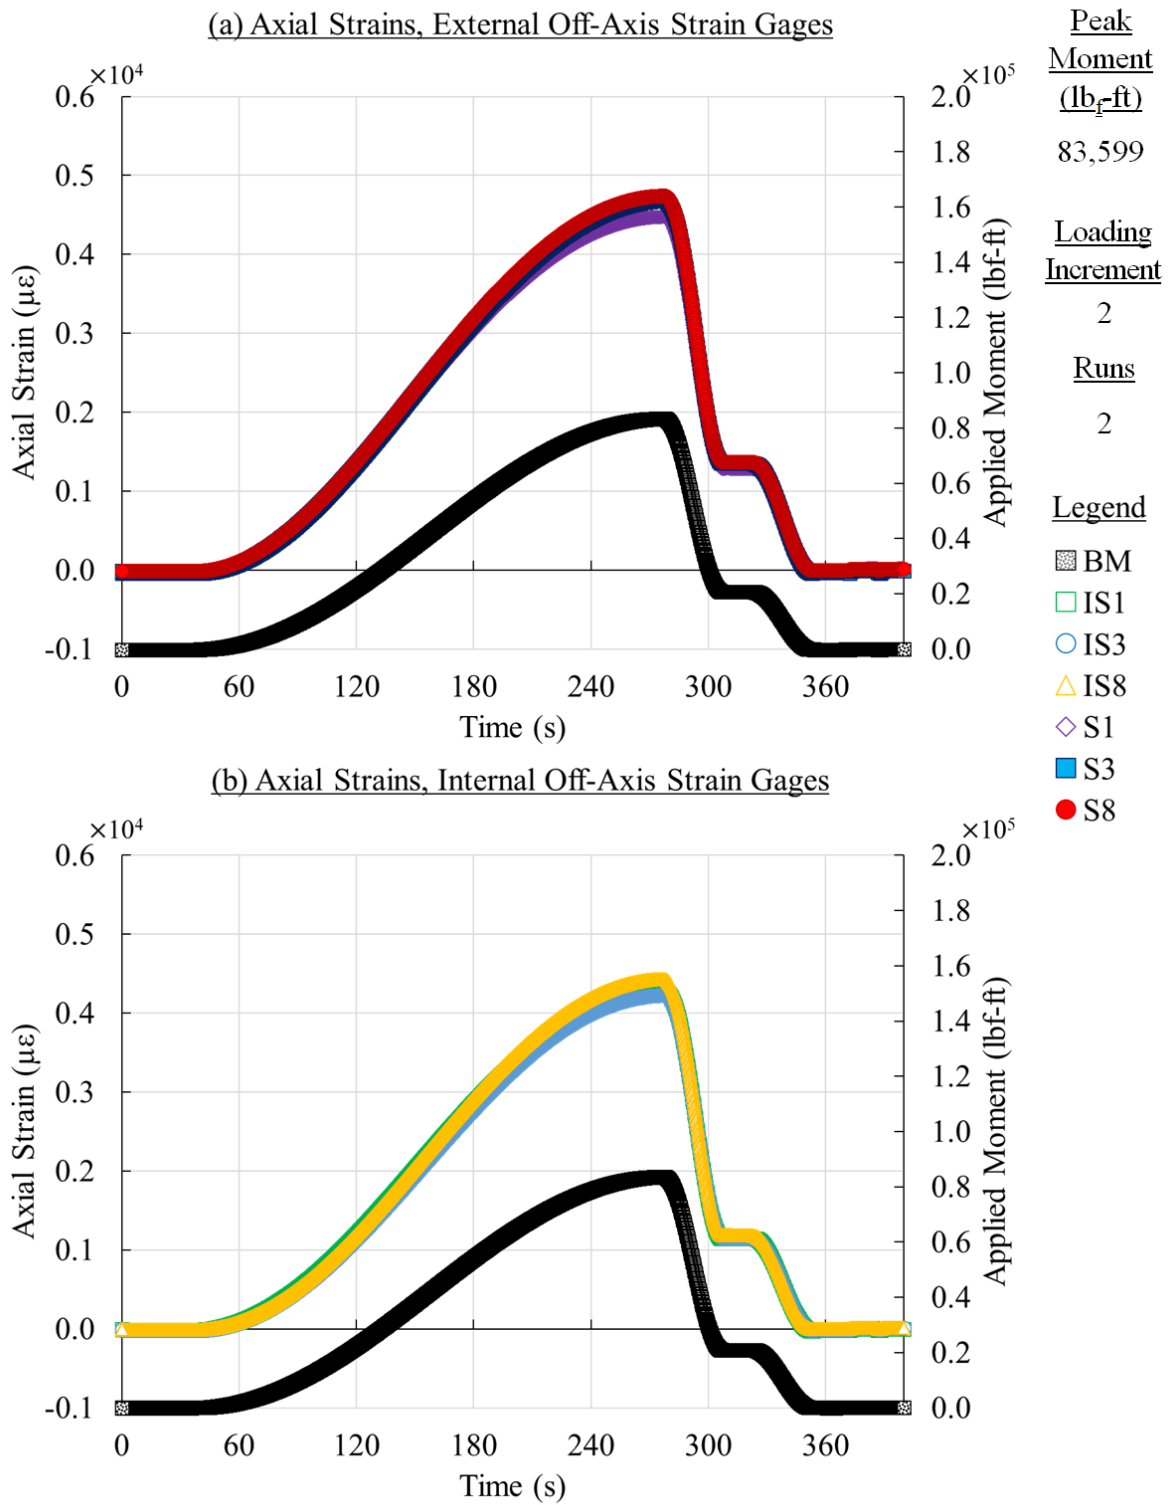 (a) Axial Strains, External Off-Axis Strain Gages
×10⁴
×10⁵
0.6
0.5
0.4
0.3
0.2
0.1
0.0
-0.1
Axial Strain (με)
2.0
1.8
1.6
1.4
1.2
1.0
0.8
0.6
0.4
0.2
0.0
Applied Moment (lbf-ft)
0 60 120 180 240 300 360
Time (s)
(b) Axial Strains, Internal Off-Axis Strain Gages
×10⁴
×10⁵
0.6
0.5
0.4
0.3
0.2
0.1
0.0
-0.1
Axial Strain (με)
2.0
1.8
1.6
1.4
1.2
1.0
0.8
0.6
0.4
0.2
0.0
Applied Moment (lbf-ft)
0 60 120 180 240 300 360
Time (s)
Peak
Moment
(lbf-ft)
83,599
Loading
Increment
2
Runs
2
Legend
BM
IS1
IS3
IS8
S1
S3
S8